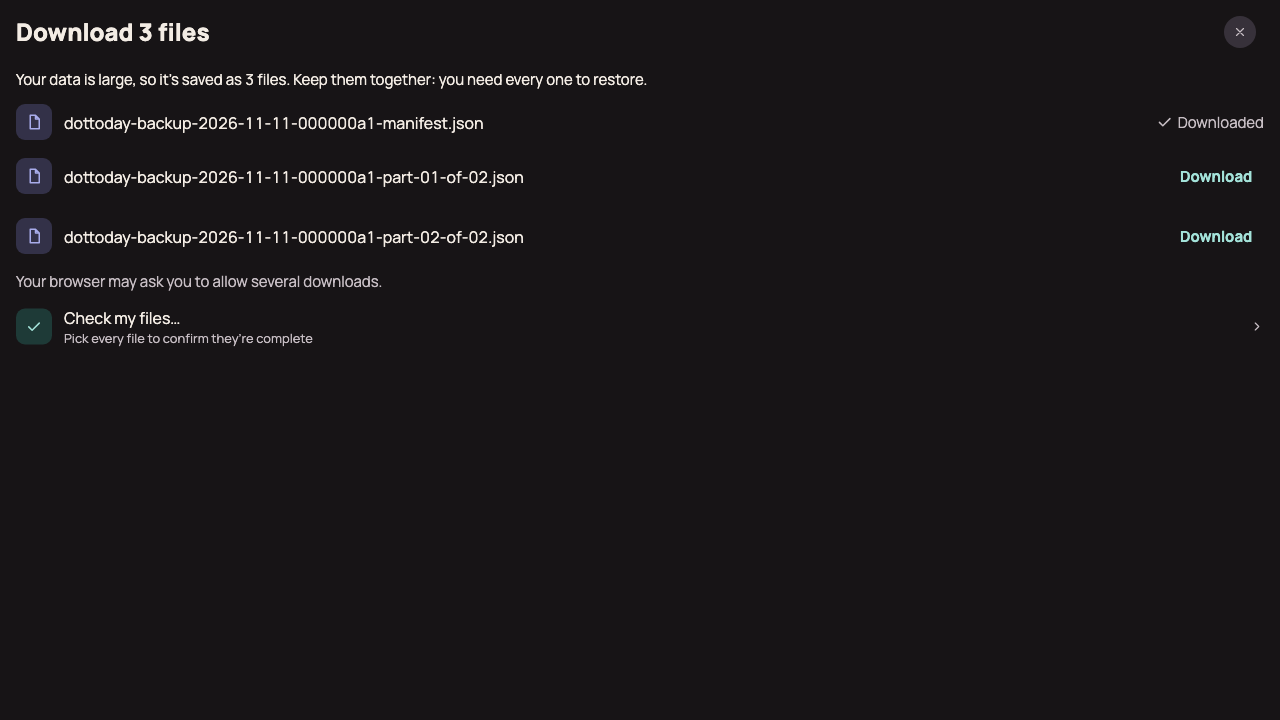 Download 3 files
Your data is large, so it's saved as 3 files. Keep them together: you need every one to restore.
dottoday-backup-2026-11-11-000000a1-manifest.json
Downloaded
dottoday-backup-2026-11-11-000000a1-part-01-of-02.json
Download
dottoday-backup-2026-11-11-000000a1-part-02-of-02.json
Download
Your browser may ask you to allow several downloads.
Check my files…
Pick every file to confirm they're complete